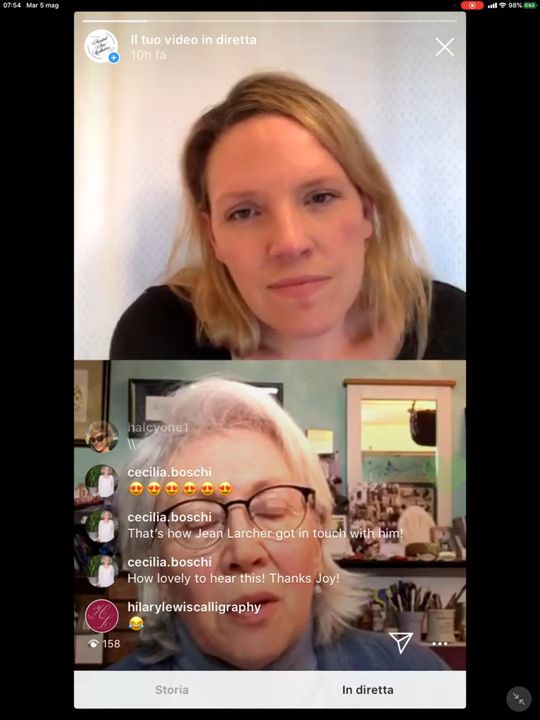 07:54 Mar 5 mag
98%
Il tuo video in diretta
10h fa
halcyone1
\\
cecilia.boschi
😍😍😍😍😍😍
cecilia.boschi
That's how Jean Larcher got in touch with him!
cecilia.boschi
How lovely to hear this! Thanks Joy!
hilarylewiscalligraphy
😂
158
Storia
In diretta